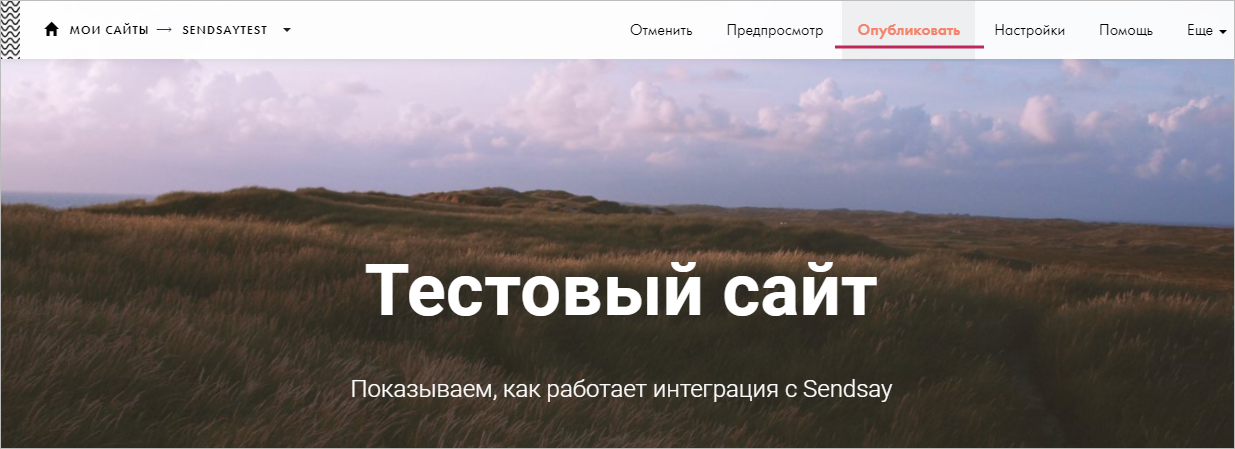 МОИ САЙТЫ → SENDSAYTEST Отменить Предпросмотр Опубликовать Настройки Помощь Еще
Тестовый сайт
Показываем, как работает интеграция с Sendsay